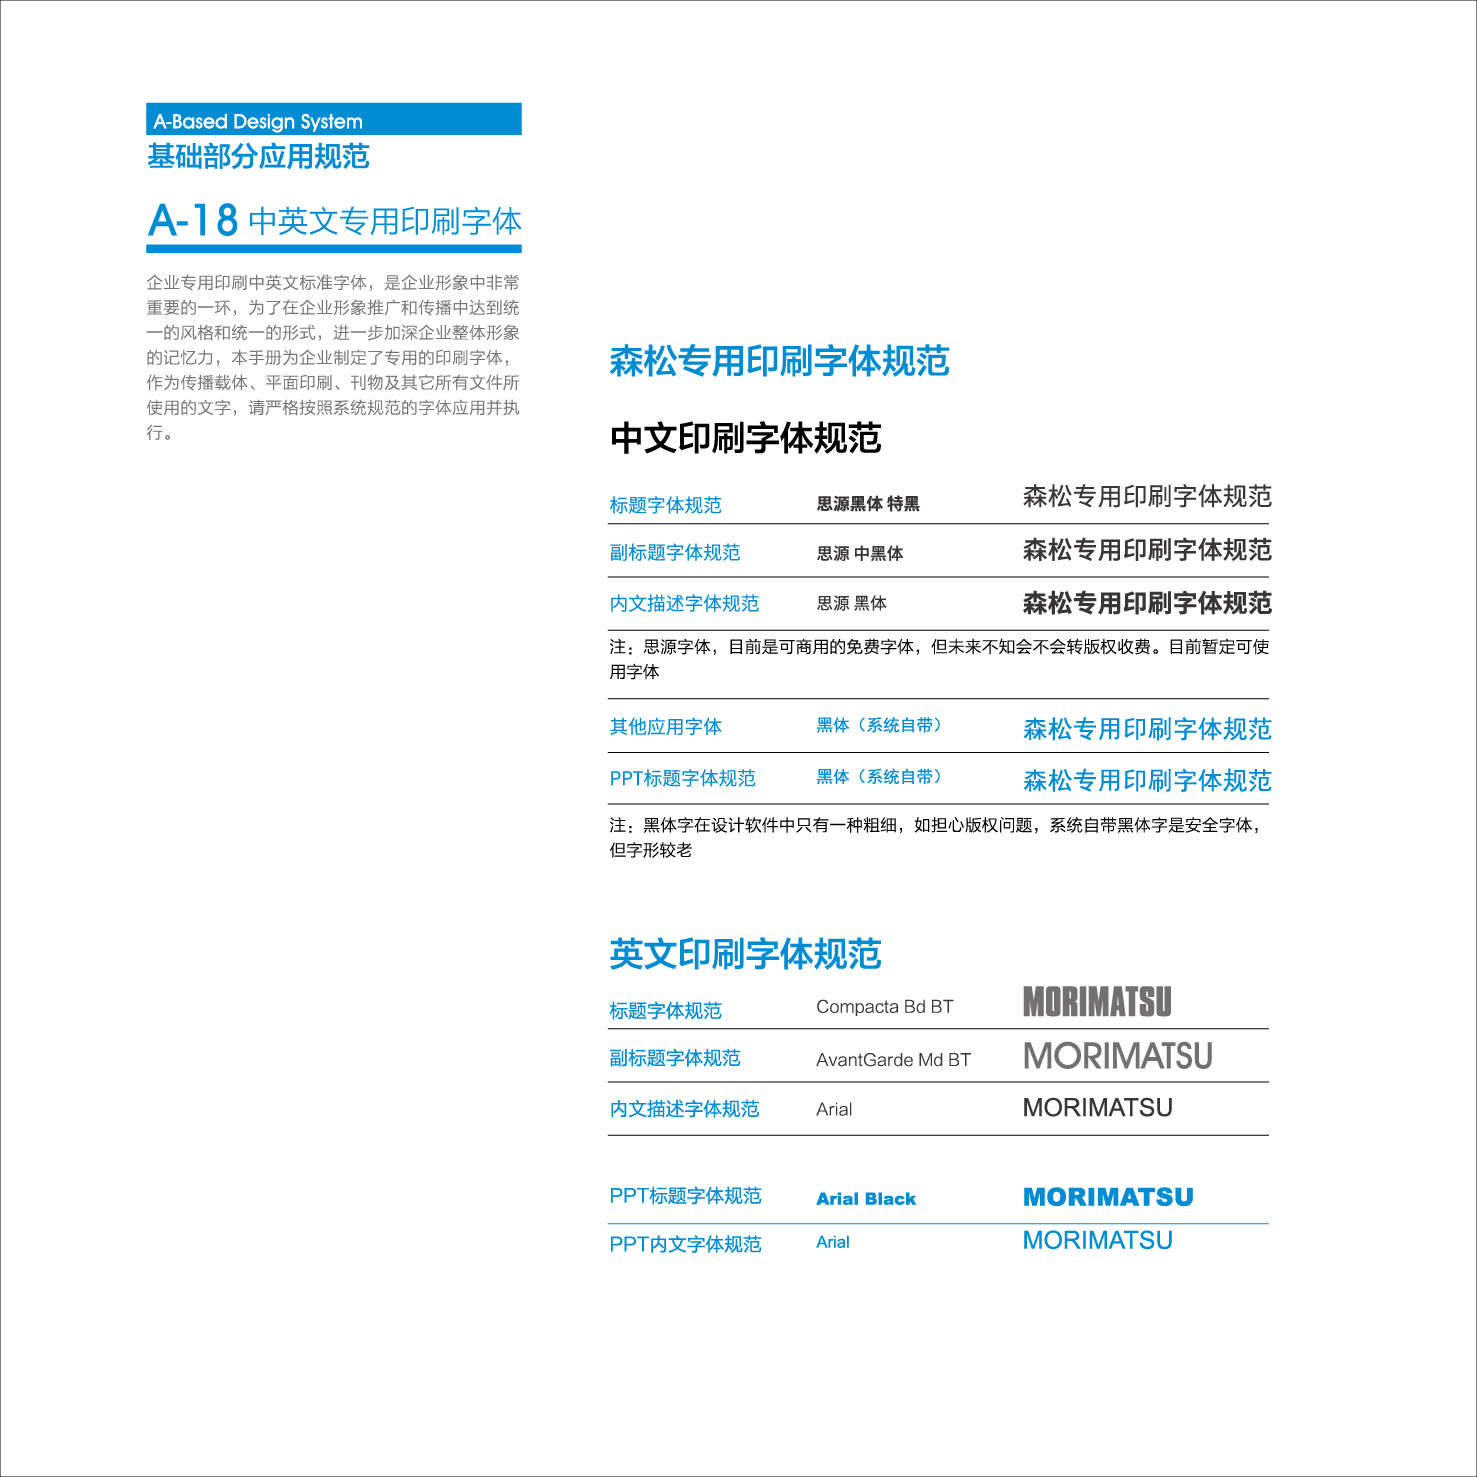 A-Based Design System
基础部分应用规范
A-18 中英文专用印刷字体
企业专用印刷中英文标准字体，是企业形象中非常
重要的一环，为了在企业形象推广和传播中达到统
一的风格和统一的形式，进一步加深企业整体形象
的记忆力，本手册为企业制定了专用的印刷字体，
作为传播载体、平面印刷、刊物及其它所有文件所
使用的文字，请严格按照系统规范的字体应用并执
行。
森松专用印刷字体规范
中文印刷字体规范
标题字体规范 思源黑体 特黑 森松专用印刷字体规范
副标题字体规范 思源 中黑体 森松专用印刷字体规范
内文描述字体规范 思源 黑体 森松专用印刷字体规范
注：思源字体，目前是可商用的免费字体，但未来不知会不会转版权收费。目前暂定可使
用字体
其他应用字体 黑体（系统自带） 森松专用印刷字体规范
PPT标题字体规范 黑体（系统自带） 森松专用印刷字体规范
注：黑体字在设计软件中只有一种粗细，如担心版权问题，系统自带黑体字是安全字体，
但字形较老
英文印刷字体规范
标题字体规范 Compacta Bd BT MORIMATSU
副标题字体规范 AvantGarde Md BT MORIMATSU
内文描述字体规范 Arial MORIMATSU
PPT标题字体规范 Arial Black MORIMATSU
PPT内文字体规范 Arial MORIMATSU